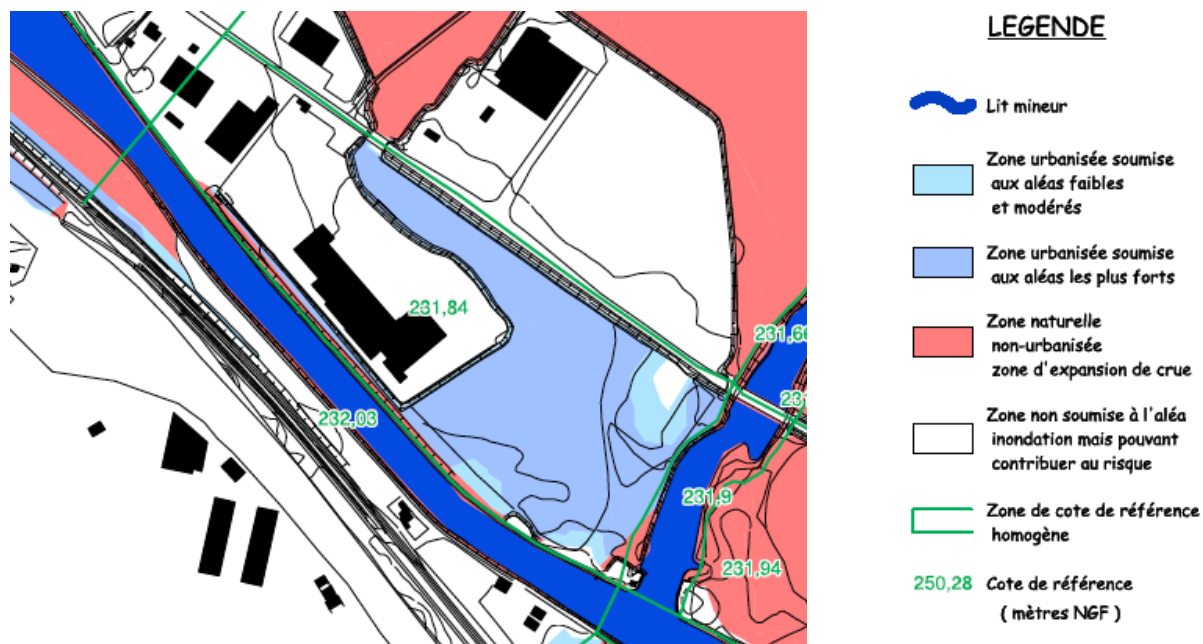 231,84
231,66
232,03
231,9
231,94
LEGENDE
Lit mineur
Zone urbanisée soumise
aux aléas faibles
et modérés
Zone urbanisée soumise
aux aléas les plus forts
Zone naturelle
non-urbanisée
zone d'expansion de crue
Zone non soumise à l'aléa
inondation mais pouvant
contribuer au risque
Zone de cote de référence
homogène
250,28 Cote de référence
( mètres NGF )